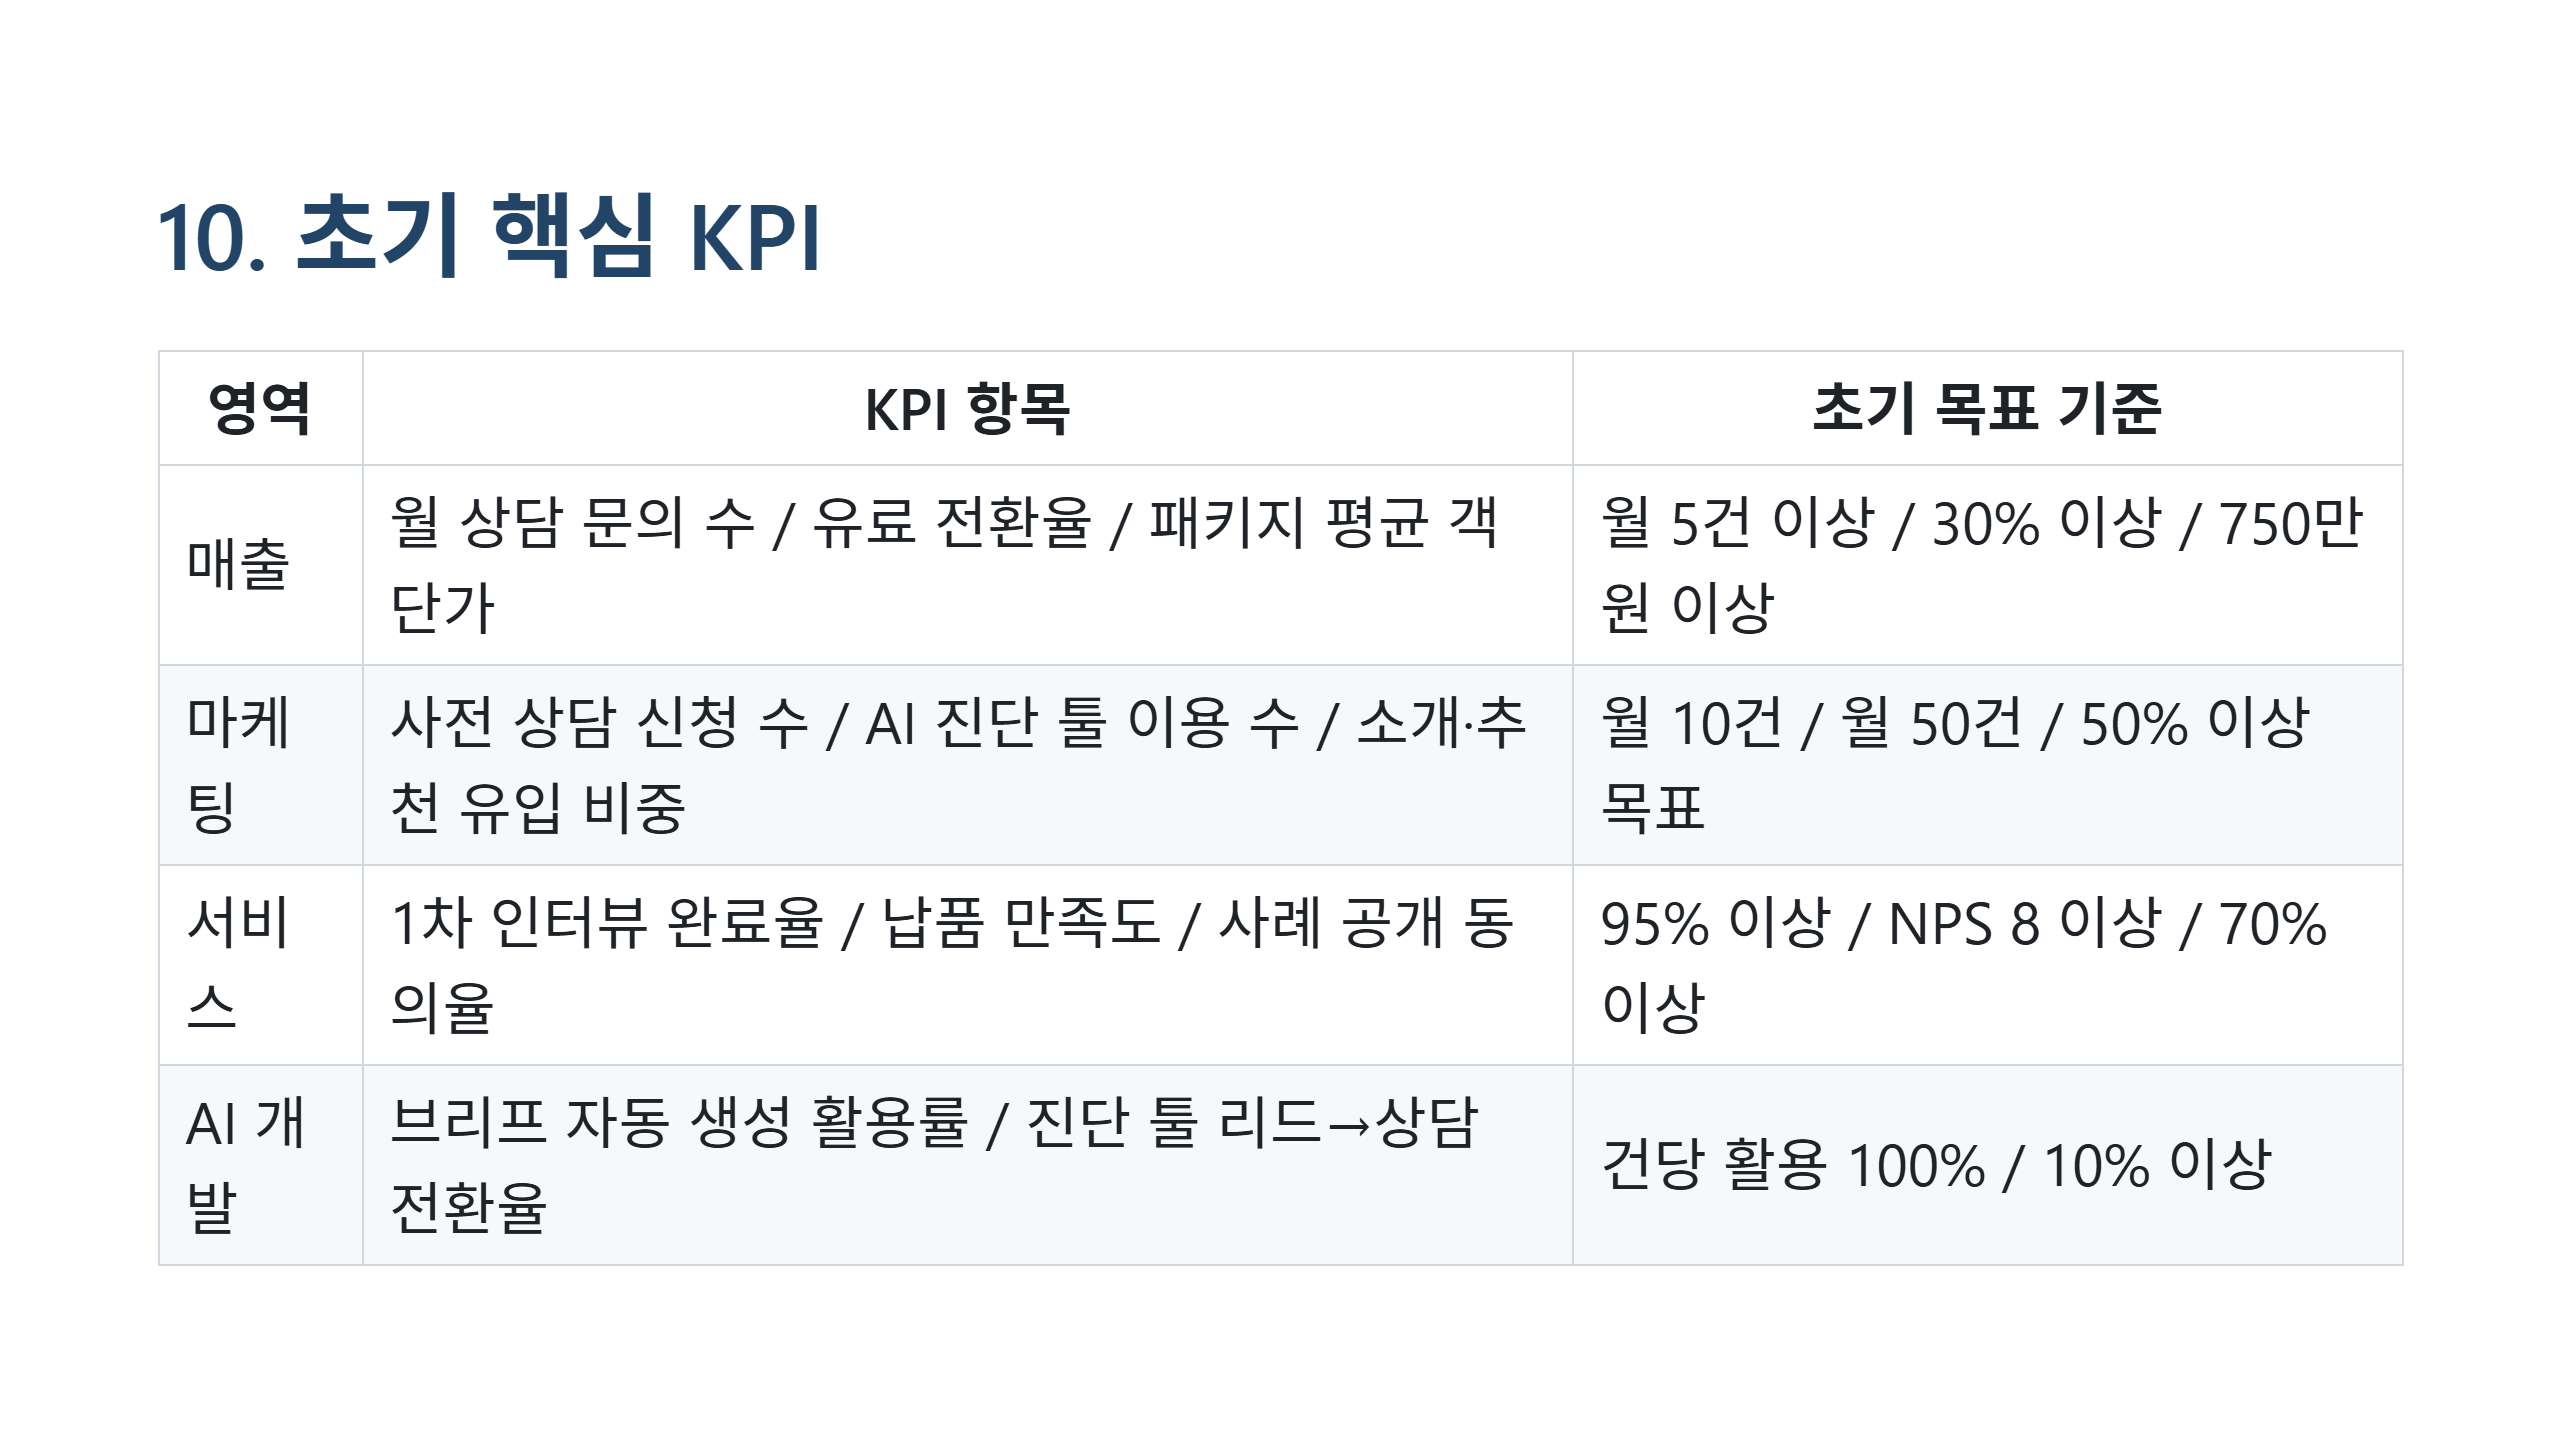 10. 초기 핵심 KPI
영역
KPI 항목
초기 목표 기준
매출
월 상담 문의 수 / 유료 전환율 / 패키지 평균 객
단가
월 5건 이상 / 30% 이상 / 750만
원 이상
마케
팅
사전 상담 신청 수 / AI 진단 툴 이용 수 / 소개·추
천 유입 비중
월 10건 / 월 50건 / 50% 이상
목표
서비
스
1차 인터뷰 완료율 / 납품 만족도 / 사례 공개 동
의율
95% 이상 / NPS 8 이상 / 70%
이상
AI 개
발
브리프 자동 생성 활용률 / 진단 툴 리드→상담
전환율
건당 활용 100% / 10% 이상